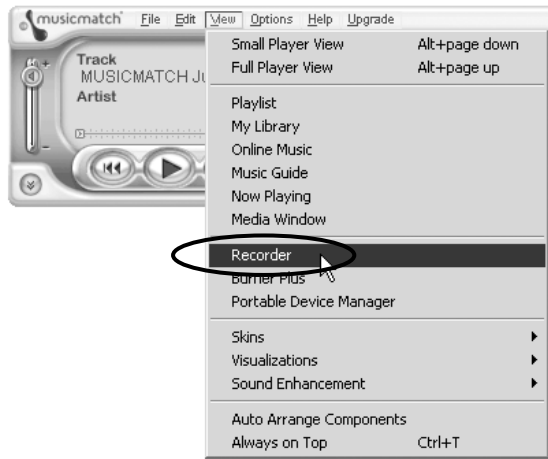 musicmatch File Edit View Options Help Upgrade
Track
MUSICMATCH Ju
Artist
Small Player View Alt+page down
Full Player View Alt+page up
Playlist
My Library
Online Music
Music Guide
Now Playing
Media Window
Recorder
Burner Plus
Portable Device Manager
Skins
Visualizations
Sound Enhancement
Auto Arrange Components
Always on Top Ctrl+T